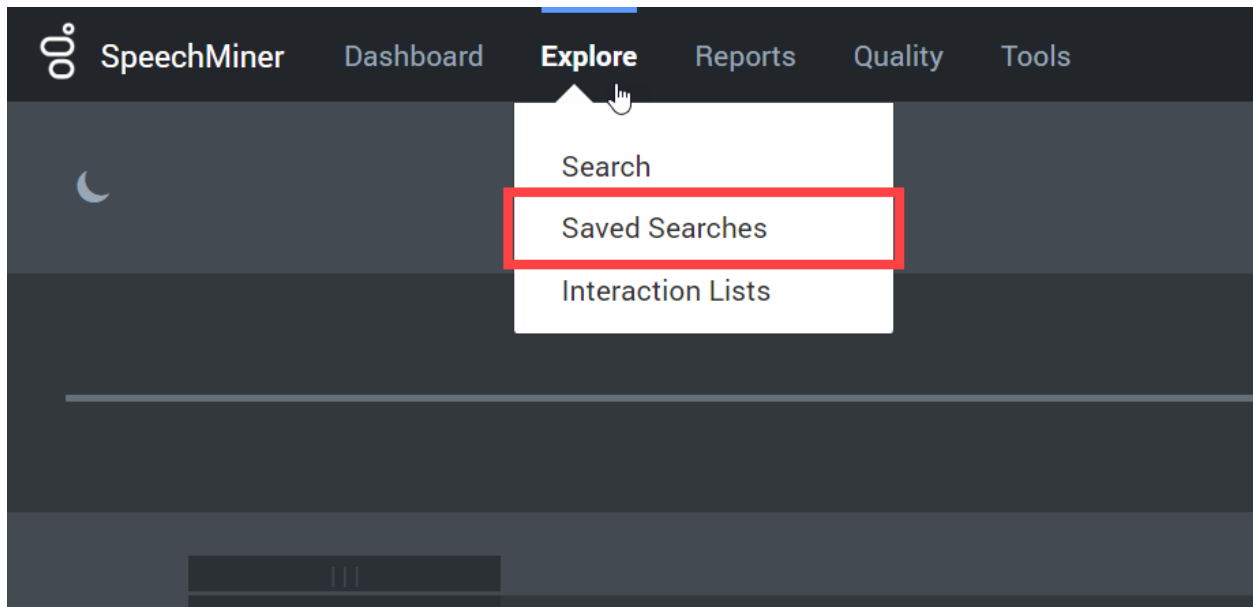 SpeechMiner Dashboard Explore Reports Quality Tools
Search
Saved Searches
Interaction Lists